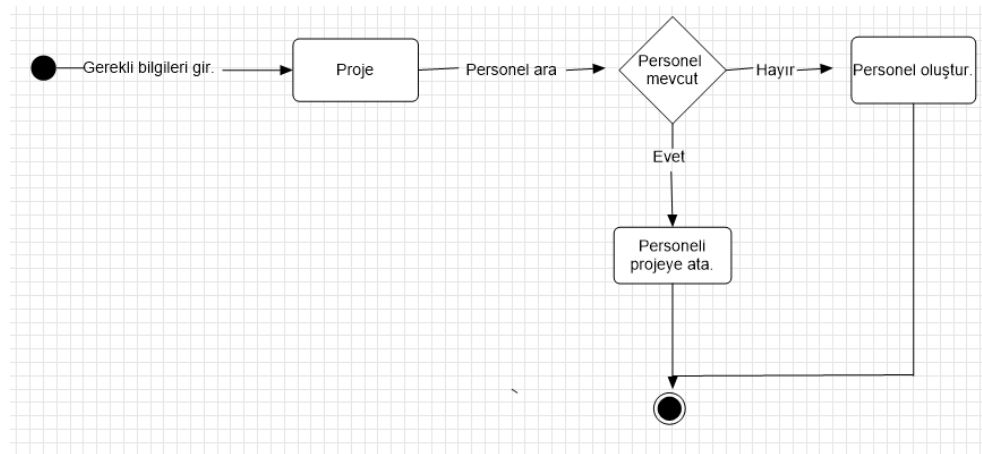 Gerekli bilgileri gir.
Proje
Personel ara
Personel
mevcut
Hayır
Personel oluştur.
Evet
Personeli
projeye ata.